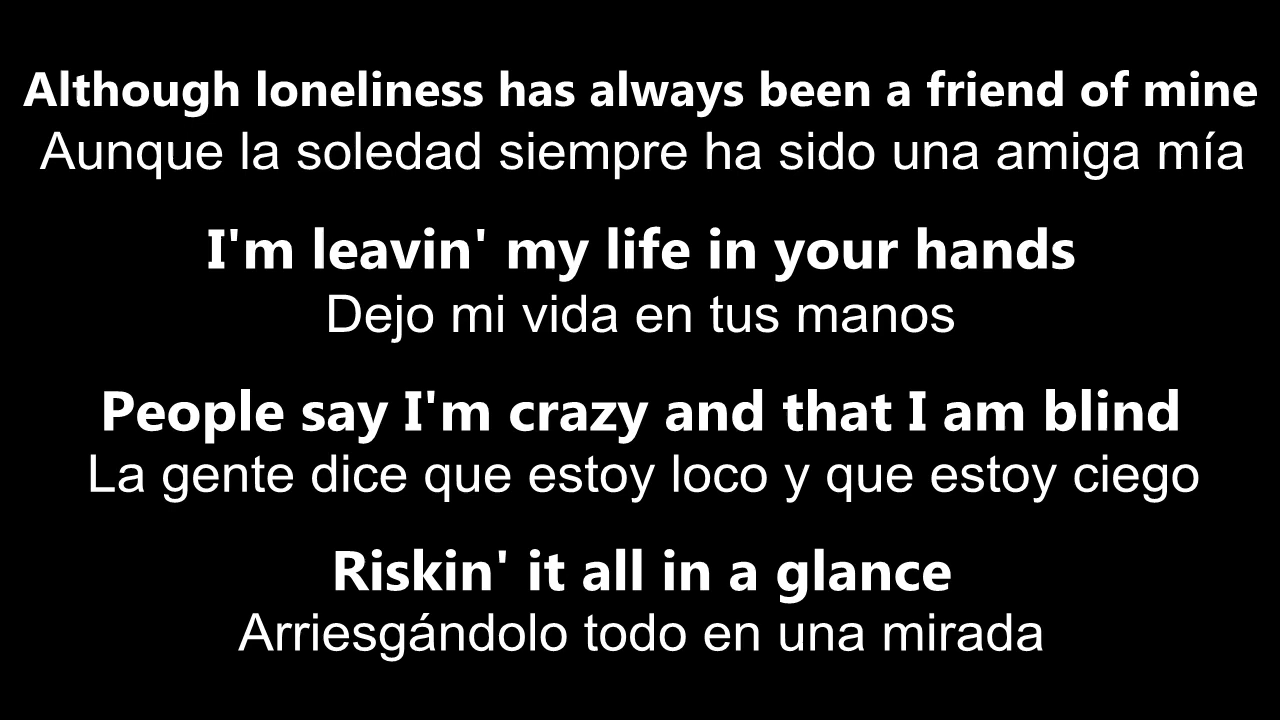 Although loneliness has always been a friend of mine
Aunque la soledad siempre ha sido una amiga mía
I'm leavin' my life in your hands
Dejo mi vida en tus manos
People say I'm crazy and that I am blind
La gente dice que estoy loco y que estoy ciego
Riskin' it all in a glance
Arriesgándolo todo en una mirada